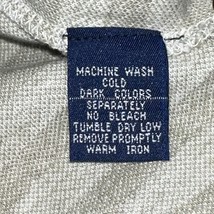 MACHINE WASH
COLD
DARK COLORS
SEPARATELY
NO BLEACH
TUMBLE DRY LOW
REMOVE PROMPTLY
WARM IRON